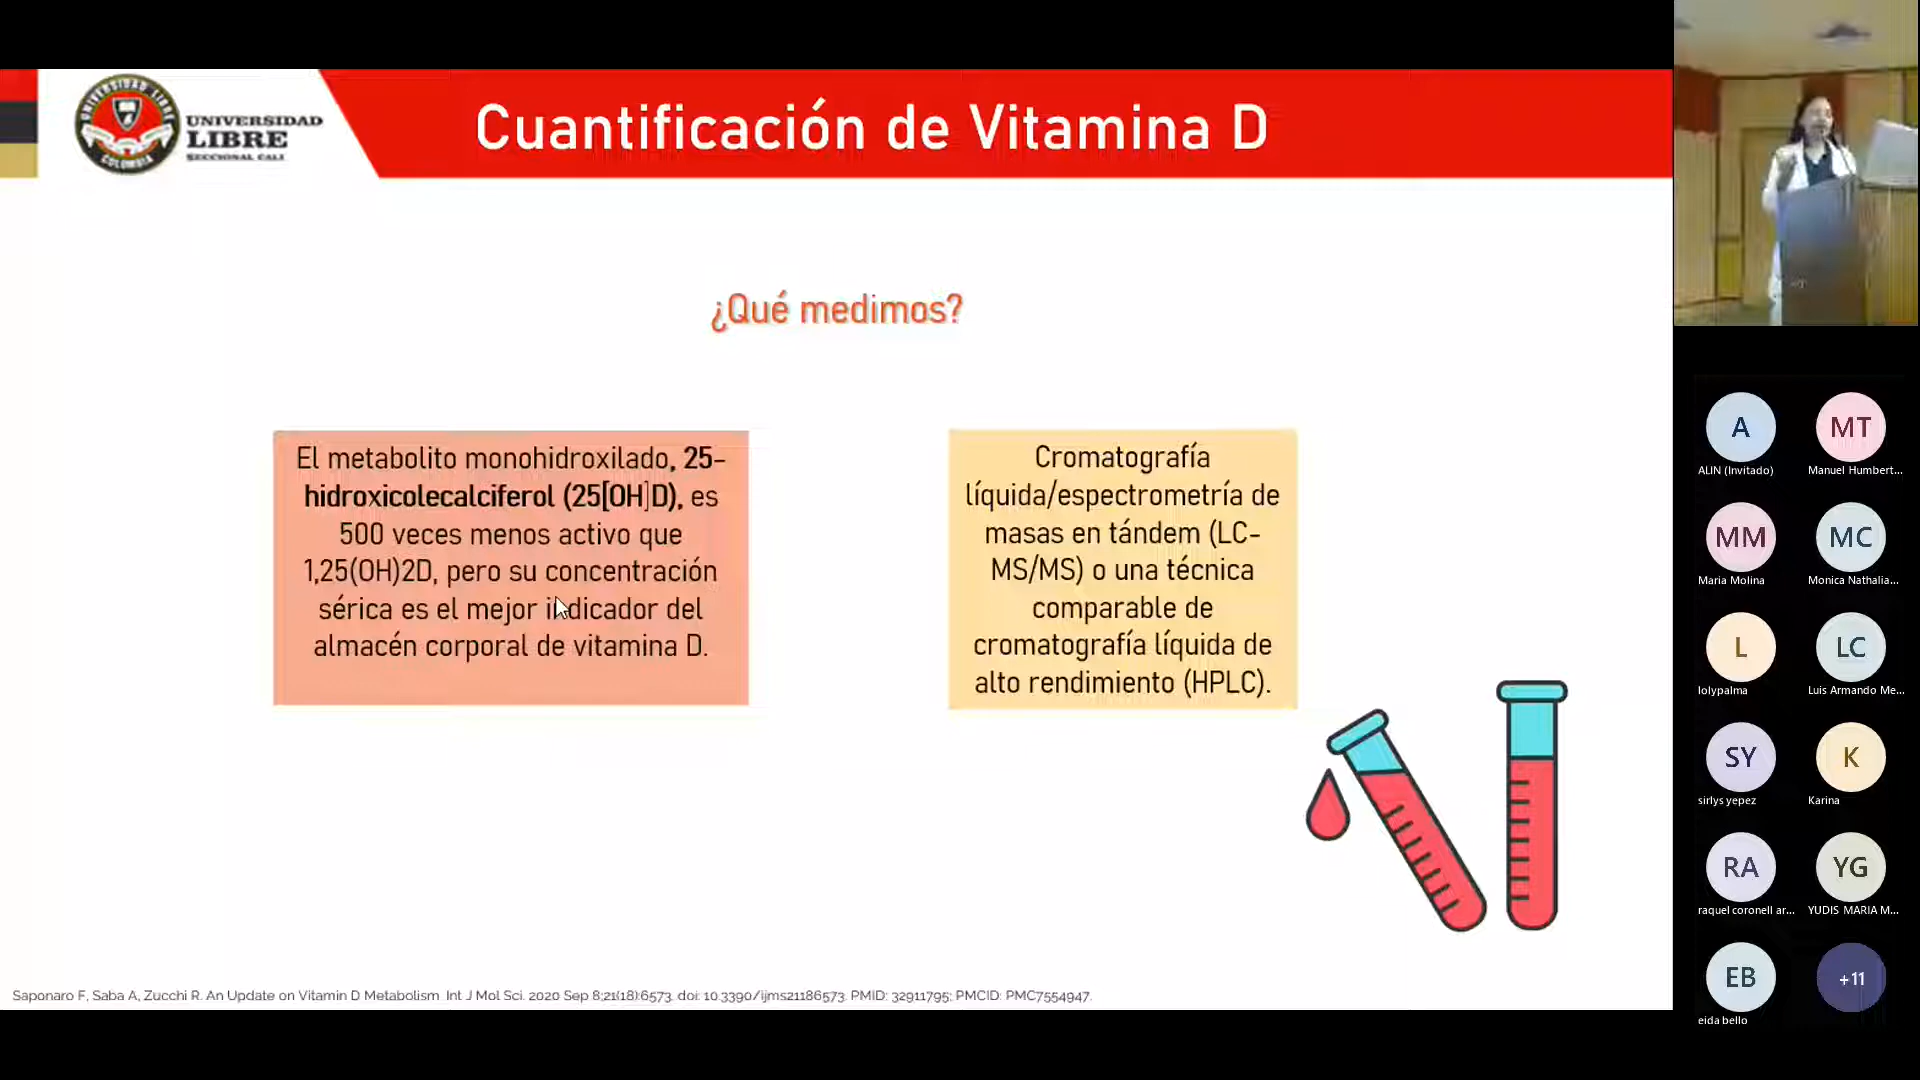 UNIVERSIDAD LIBRE
COLOMBIA
UNIVERSIDAD
LIBRE
SECCIONAL CALI
Cuantificación de Vitamina D
¿Qué medimos?
El metabolito monohidroxilado, 25-
hidroxicolecalciferol (25[OH]D), es
500 veces menos activo que
1,25(OH)2D, pero su concentración
sérica es el mejor indicador del
almacén corporal de vitamina D.
Cromatografía
líquida/espectrometría de
masas en tándem (LC-
MS/MS) o una técnica
comparable de
cromatografía líquida de
alto rendimiento (HPLC).
Saponaro F, Saba A, Zucchi R. An Update on Vitamin D Metabolism. Int J Mol Sci. 2020 Sep 8;21(18):6573. doi: 10.3390/ijms21186573. PMID: 32911795; PMCID: PMC7554947.
A
ALIN (Invitado)
MT
Manuel Humbert...
MM
Maria Molina
MC
Monica Nathalia...
L
lolypalma
LC
Luis Armando Me...
SY
sirlys yepez
K
Karina
RA
raquel coronell ar...
YG
YUDIS MARIA M...
EB
eida bello
+11